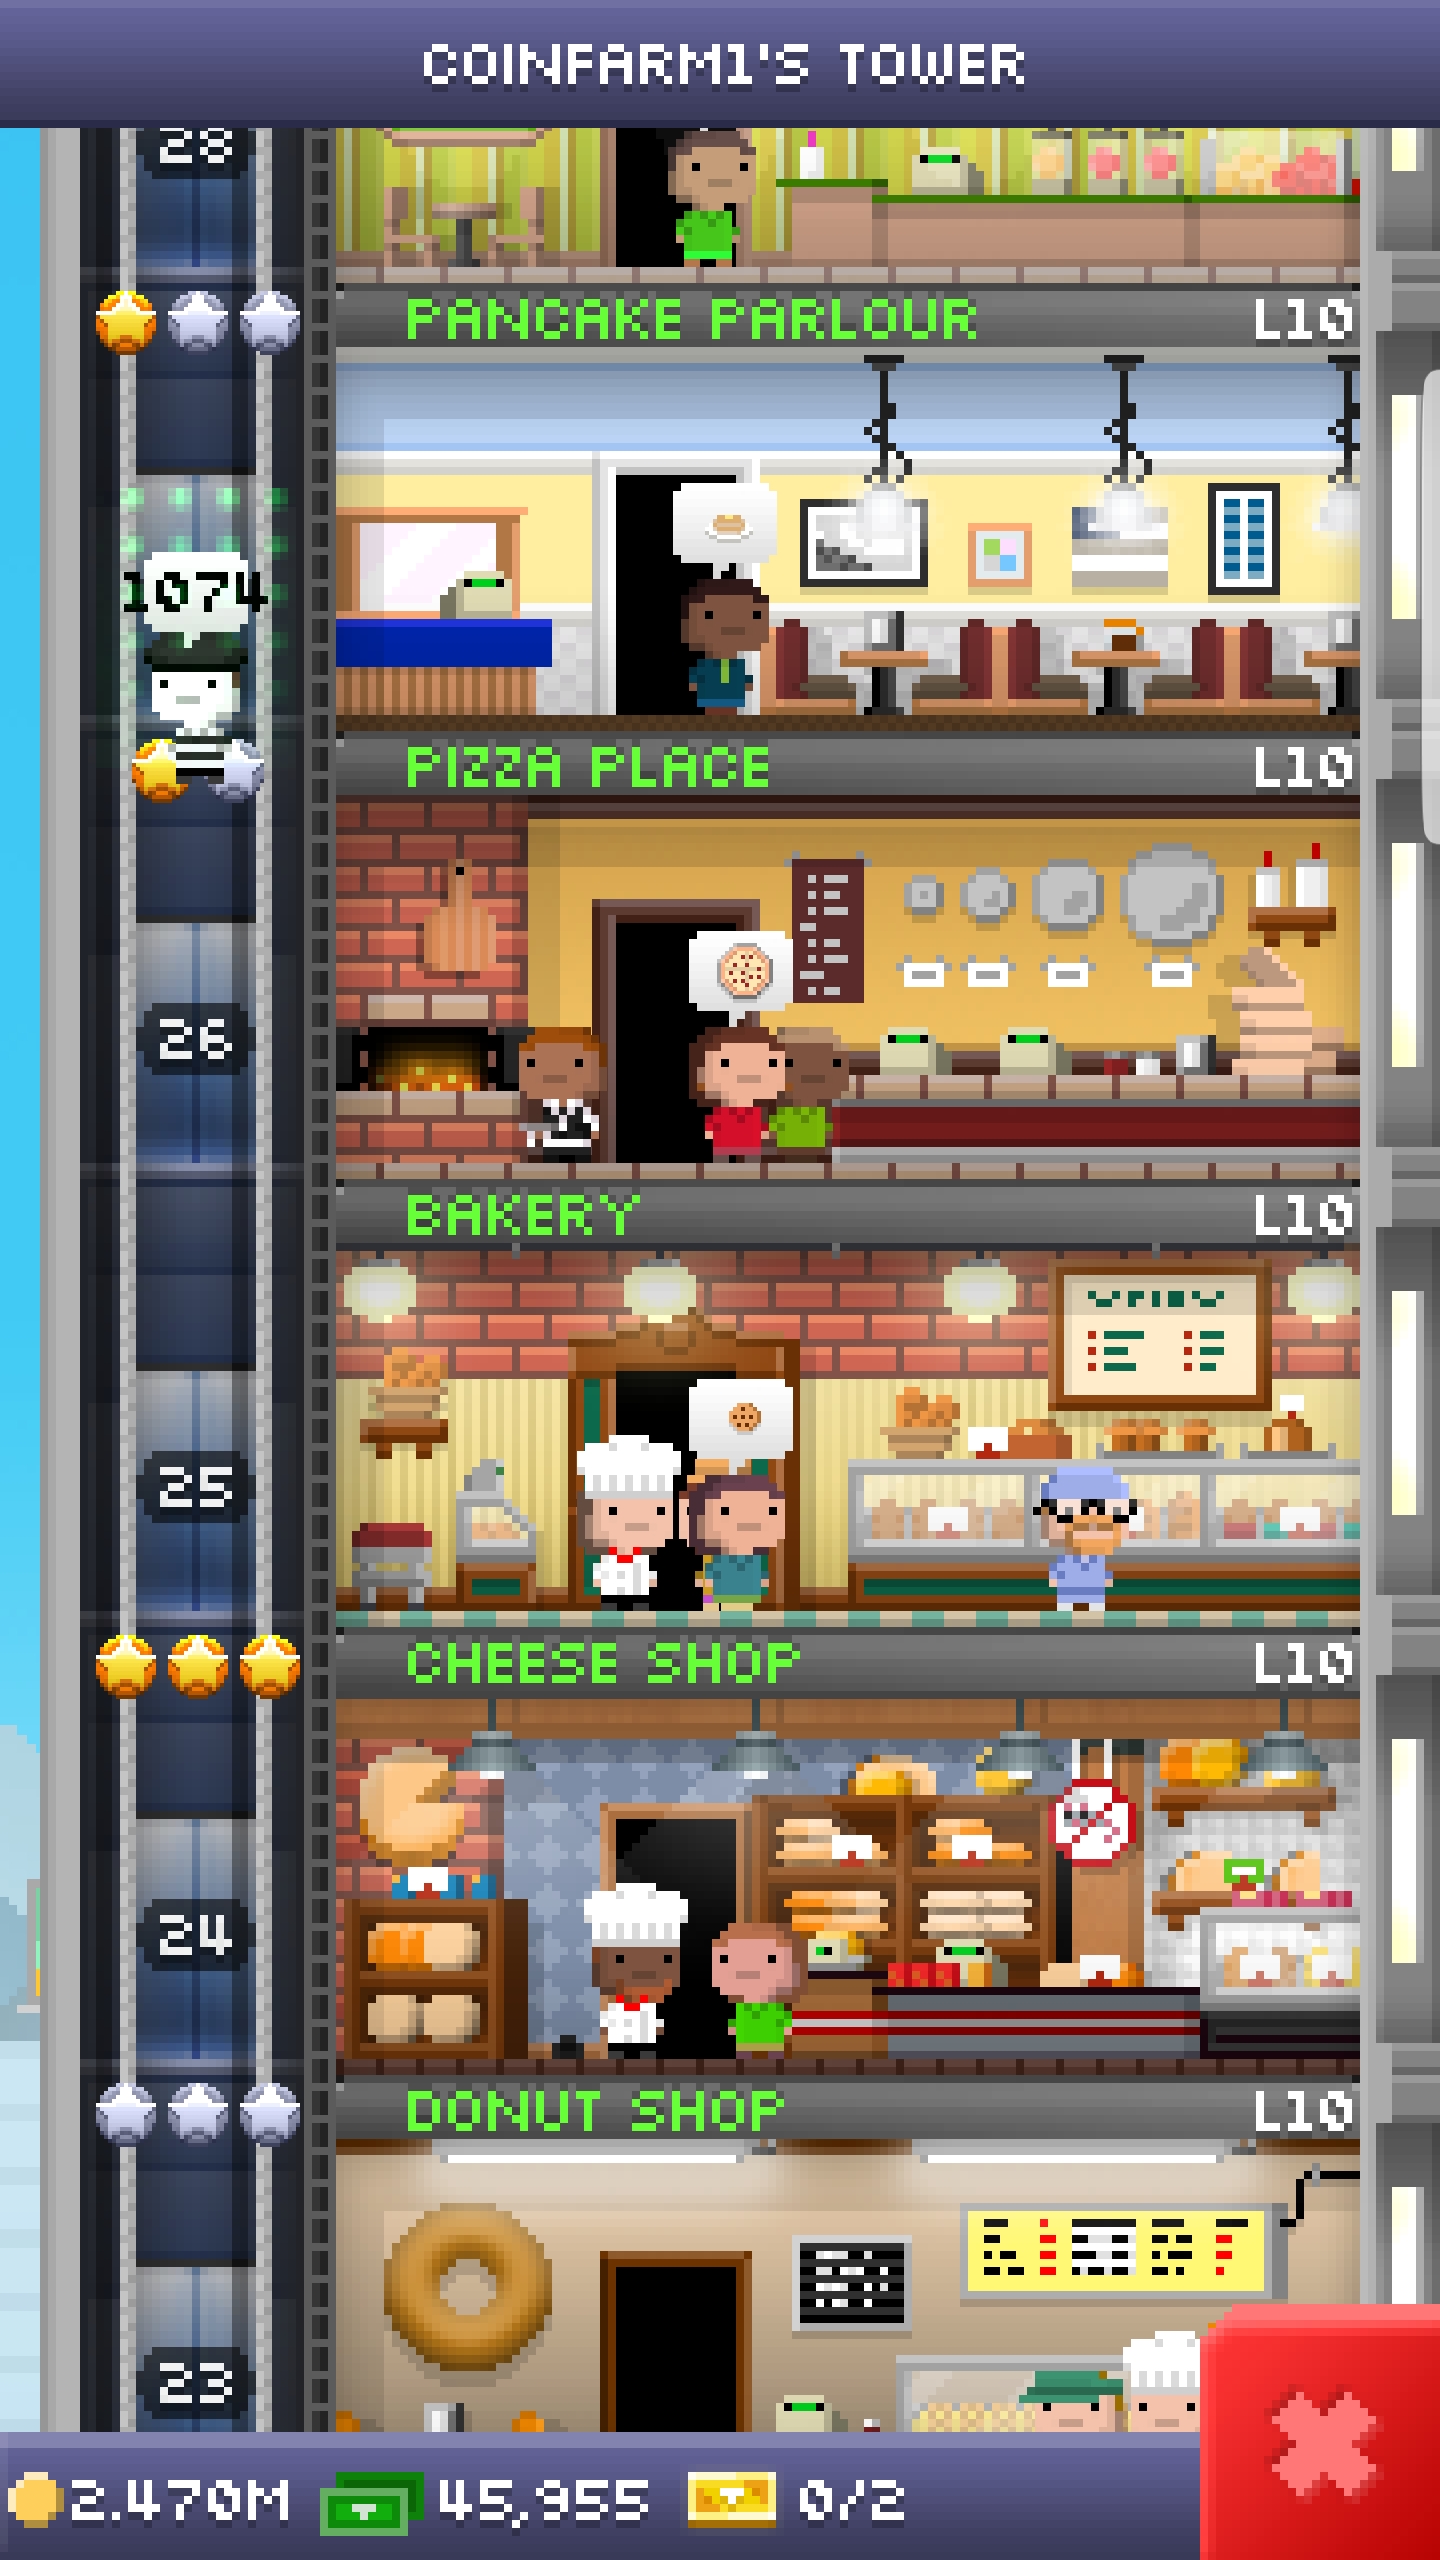 COINFARM1'S TOWER
28
PANCAKE PARLOUR L10
1074
PIZZA PLACE L10
26
BAKERY L10
25
CHEESE SHOP L10
24
DONUT SHOP L10
23
2.470M 45,955 0/2